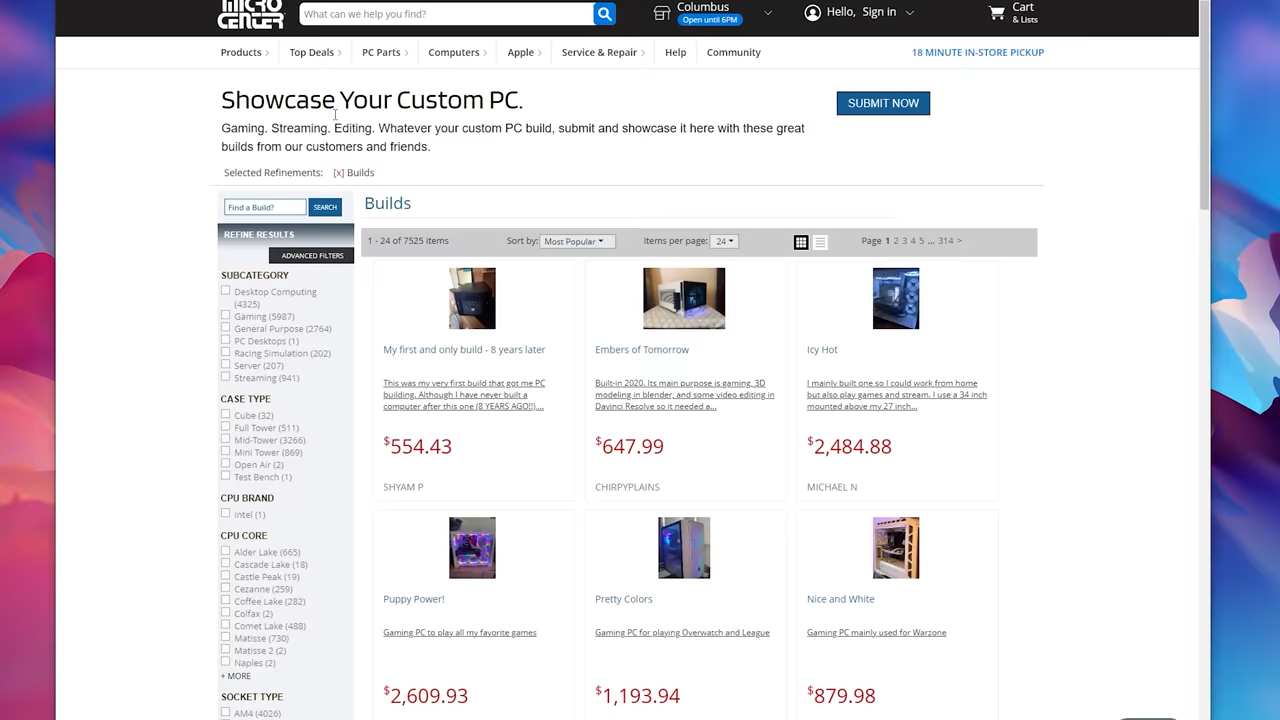 MICRO
CENTER
What can we help you find?
Columbus
Open until 6PM
Hello, Sign in
Cart
& Lists
Products
Top Deals
PC Parts
Computers
Apple
Service & Repair
Help
Community
18 MINUTE IN-STORE PICKUP
Showcase Your Custom PC.
SUBMIT NOW
Gaming. Streaming. Editing. Whatever your custom PC build, submit and showcase it here with these great
builds from our customers and friends.
Selected Refinements: [x] Builds
Find a Build?
SEARCH
REFINE RESULTS
ADVANCED FILTERS
SUBCATEGORY
Desktop Computing
(4325)
Gaming (5987)
General Purpose (2764)
PC Desktops (1)
Racing Simulation (202)
Server (207)
Streaming (941)
CASE TYPE
Cube (32)
Full Tower (511)
Mid-Tower (3266)
Mini Tower (869)
Open Air (2)
Test Bench (1)
CPU BRAND
Intel (1)
CPU CORE
Alder Lake (665)
Cascade Lake (18)
Castle Peak (19)
Cezanne (259)
Coffee Lake (282)
Colfax (2)
Comet Lake (488)
Matisse (730)
Matisse 2 (2)
Naples (2)
+ MORE
SOCKET TYPE
AM4 (4026)
Builds
1 - 24 of 7525 items
Sort by: Most Popular
Items per page: 24
Page 1 2 3 4 5 ... 314 >
My first and only build - 8 years later
This was my very first build that got me PC
building. Although I have never built a
computer after this one (8 YEARS AGO!!)....
$554.43
SHYAM P
Embers of Tomorrow
Built-in 2020. Its main purpose is gaming, 3D
modeling in blender, and some video editing in
Davinci Resolve so it needed a...
$647.99
CHIRPYPLAINS
Icy Hot
I mainly built one so I could work from home
but also play games and stream. I use a 34 inch
mounted above my 27 inch...
$2,484.88
MICHAEL N
Puppy Power!
Gaming PC to play all my favorite games
$2,609.93
Pretty Colors
Gaming PC for playing Overwatch and League
$1,193.94
Nice and White
Gaming PC mainly used for Warzone
$879.98